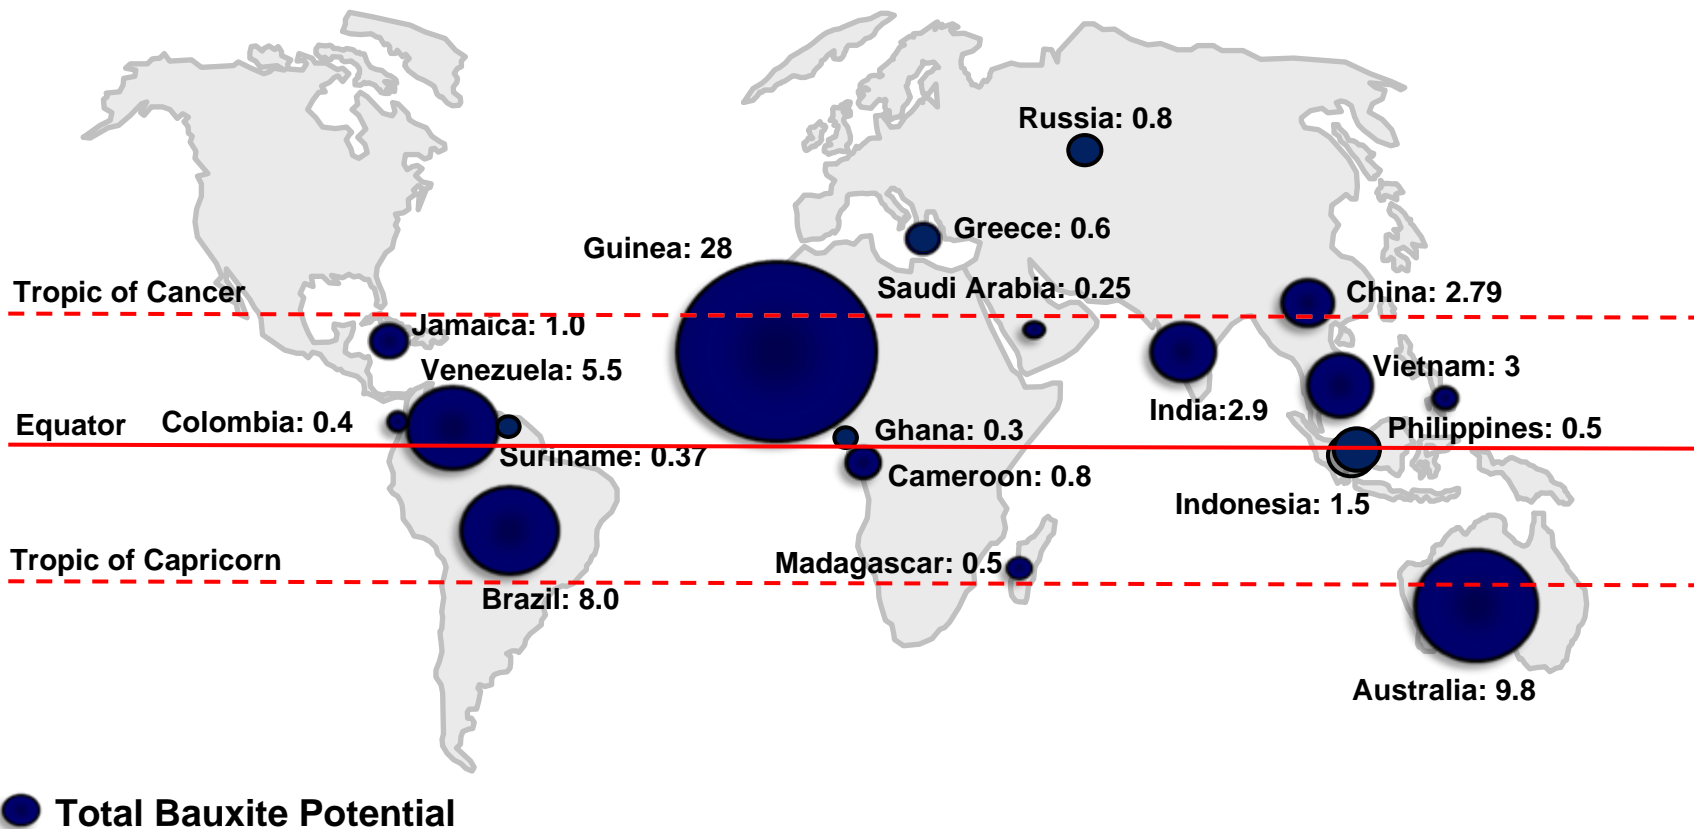 Russia: 0.8
Greece: 0.6
Guinea: 28
Saudi Arabia: 0.25
Tropic of Cancer
China: 2.79
Jamaica: 1.0
Venezuela: 5.5
Vietnam: 3
India:2.9
Equator
Colombia: 0.4
Ghana: 0.3
Philippines: 0.5
Suriname: 0.37
Cameroon: 0.8
Indonesia: 1.5
Tropic of Capricorn
Madagascar: 0.5
Brazil: 8.0
Australia: 9.8
Total Bauxite Potential